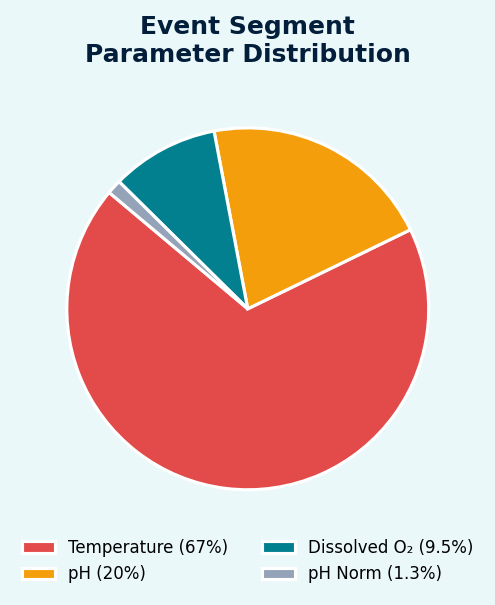 Event Segment
Parameter Distribution
Temperature (67%)
pH (20%)
Dissolved O₂ (9.5%)
pH Norm (1.3%)